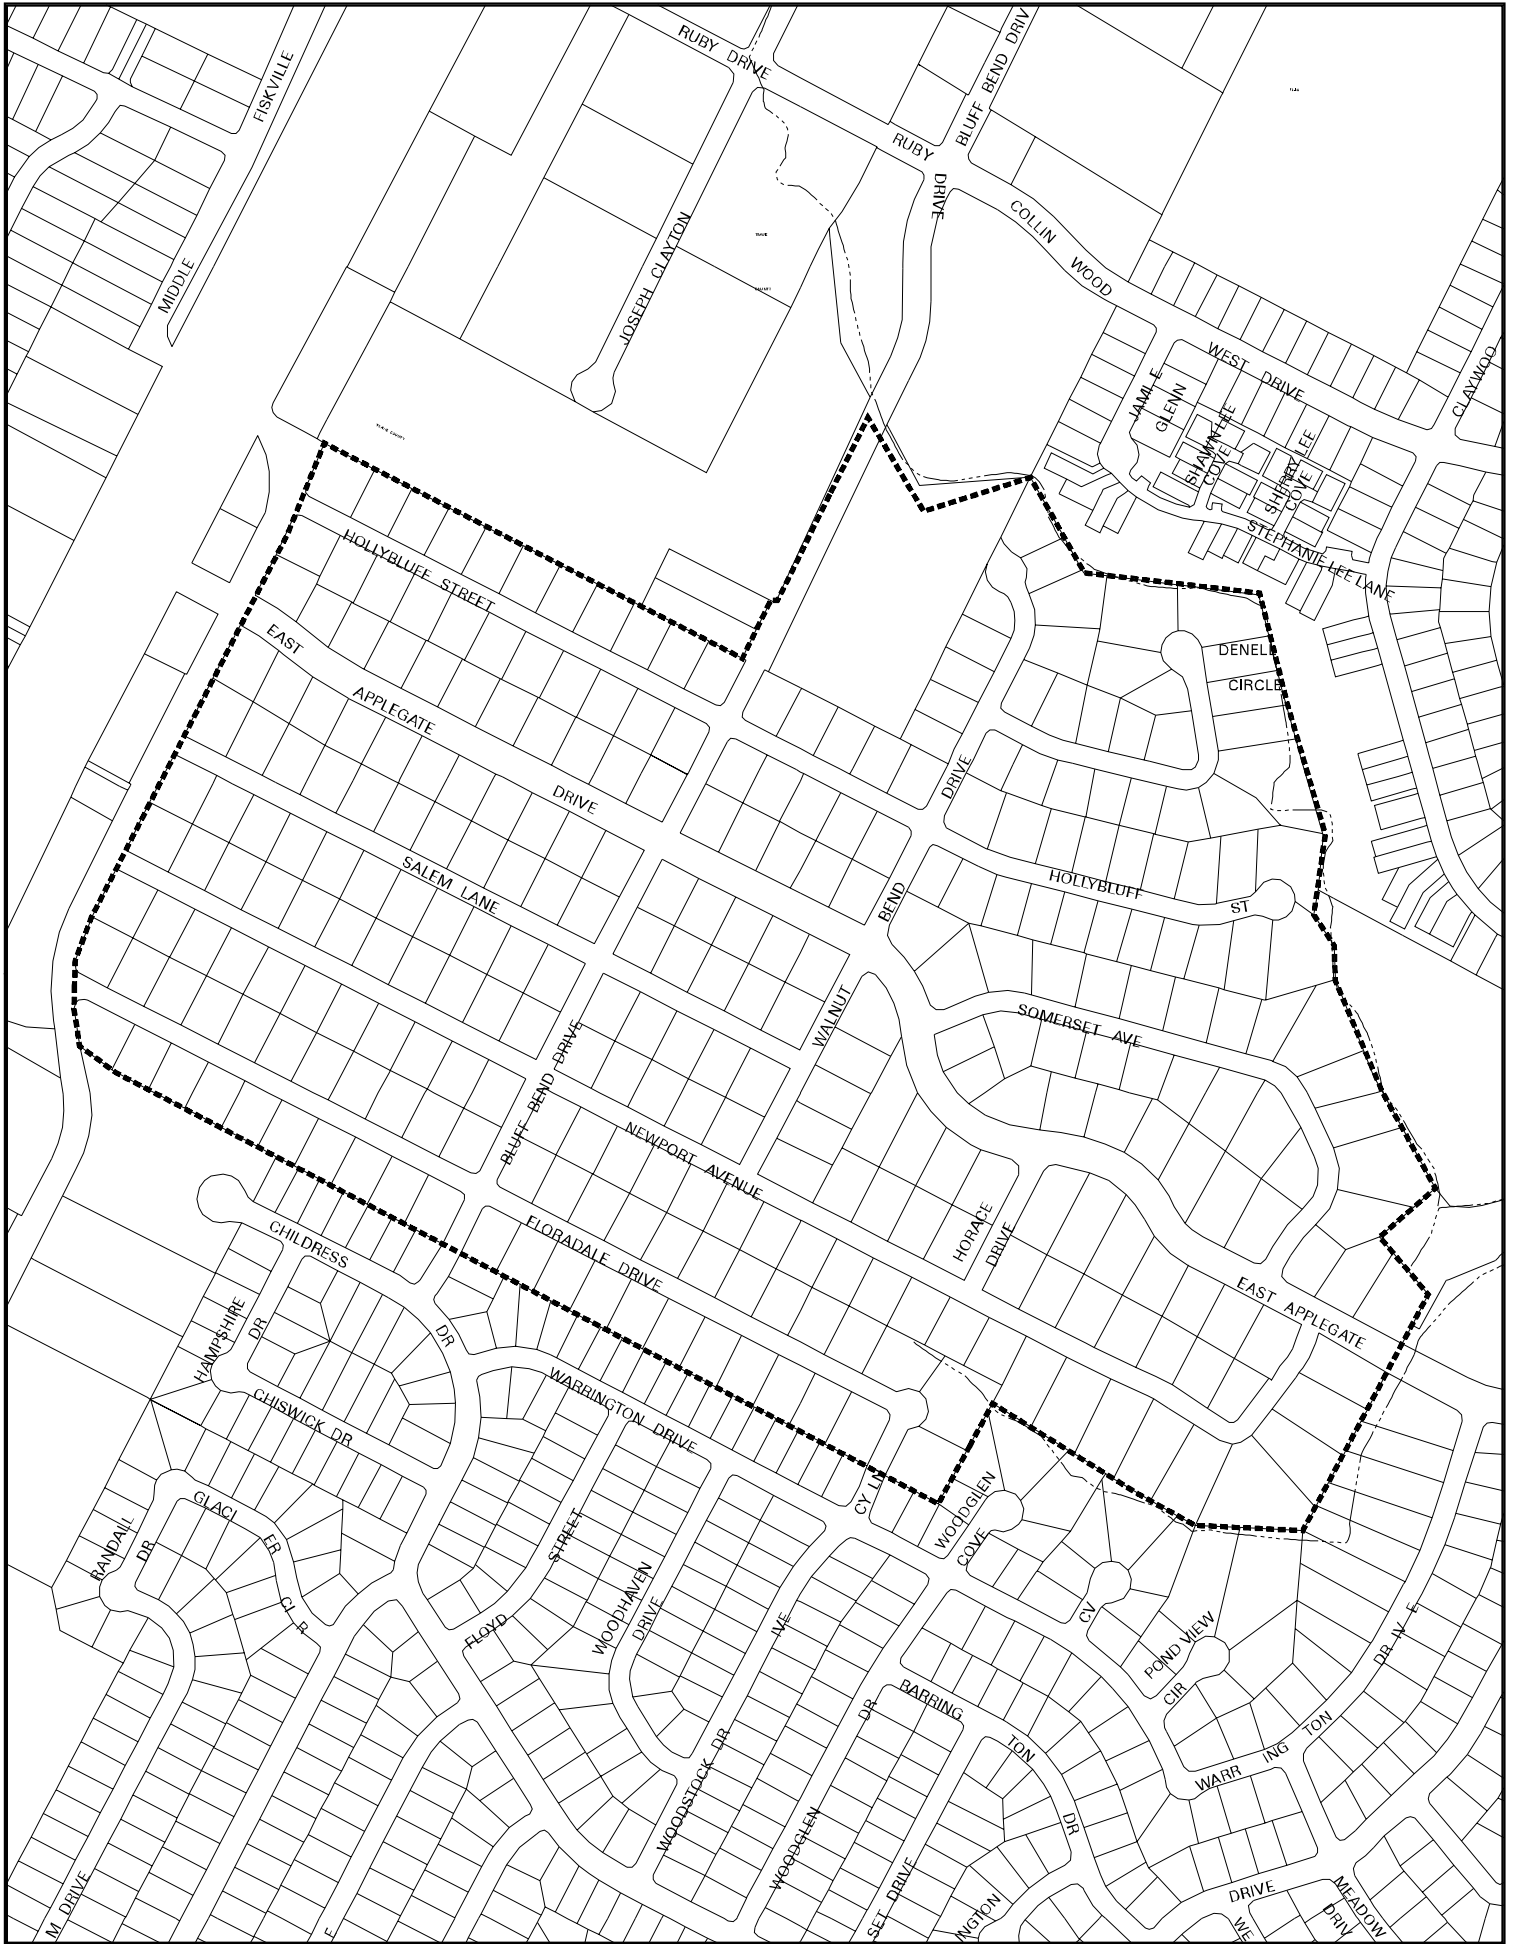 RUBY DRIVE
BLUFF BEND DRIV
FISKVILLE
RUBY
DRIVE
COLLIN
WOOD
MIDDLE
JOSEPH CLAYTON
WEST DRIVE
CLAYWOO
JAMI E
GLENN
SHAWN LEE
COVE
SHERRY LEE
COVE
STEPHANIE LEE LANE
HOLLYBLUFF STREET
EAST
APPLEGATE
DRIVE
DENELL
CIRCLE
DRIVE
SALEM LANE
BEND
HOLLYBLUFF
ST
WALNUT
SOMERSET AVE
BLUFF BEND DRIVE
NEWPORT AVENUE
HORACE
DRIVE
FLORADALE DRIVE
EAST APPLEGATE
CHILDRESS
DR
HAMPSHIRE
DR
WARRINGTON DRIVE
CHISWICK DR
CY LN
WOODGLEN
COVE
GLACI
ER
CI R
RANDALL
DR
STREET
FLOYD
WOODHAVEN
DRIVE
IVE
CV
POND VIEW
CIR
DR IV E
BARRING
TON
DR
WARR
ING
TON
DR
WOODSTOCK DR
WOODGLEN
SET DRIVE
INGTON
M DRIVE
E
DRIVE
WE
MEADOW
DRIV